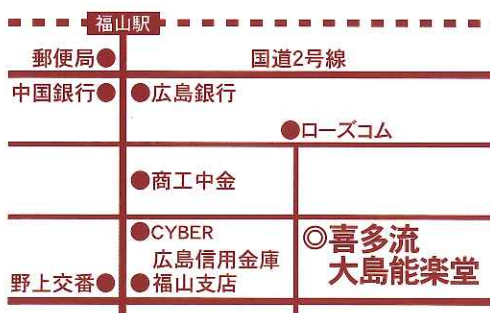 福山駅
郵便局
国道2号線
中国銀行
広島銀行
ローズコム
商工中金
CYBER
広島信用金庫
福山支店
野上交番
◎喜多流
大島能楽堂